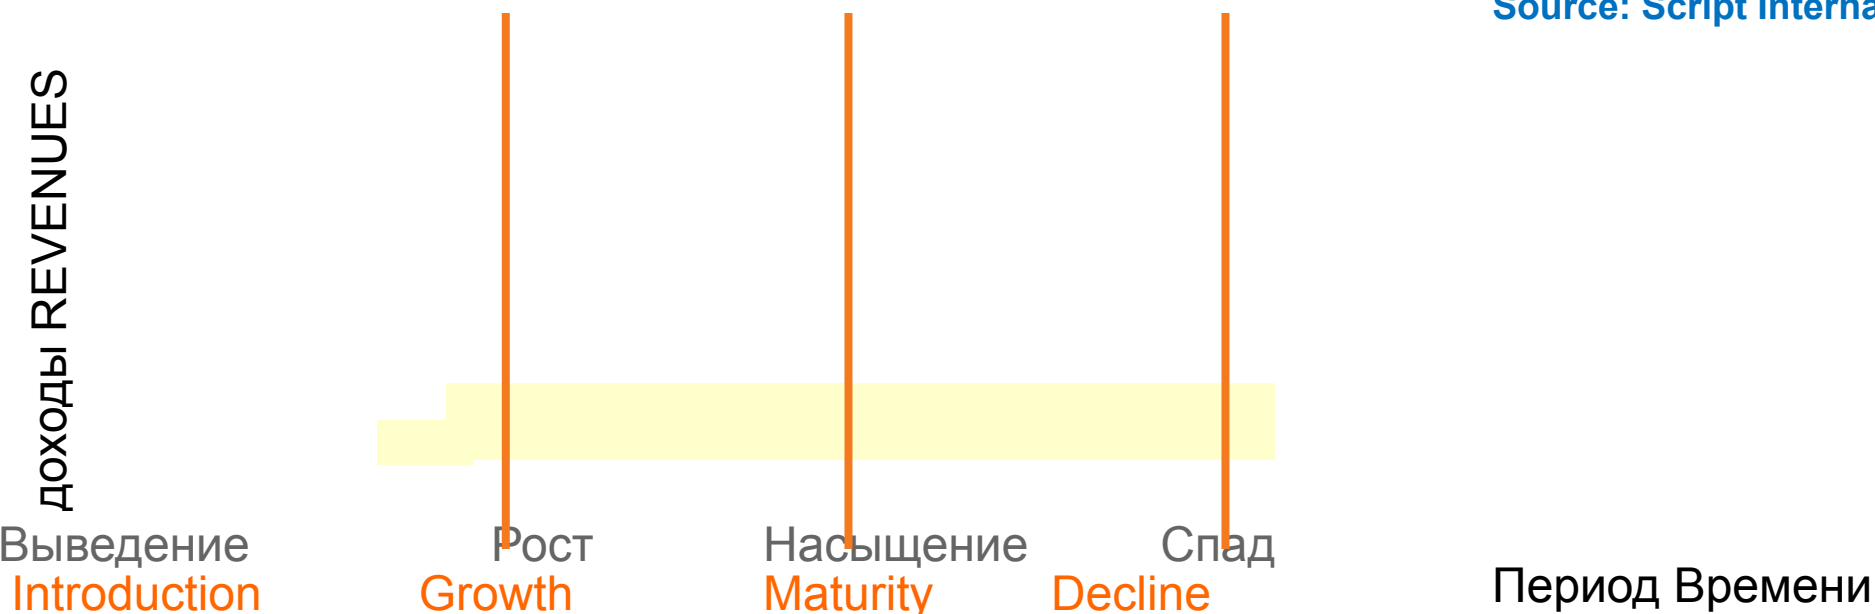 Source: Script
доходы REVENUES
Выведение Рост Насыщение Спад
Introduction Growth Maturity Decline
Период Времени